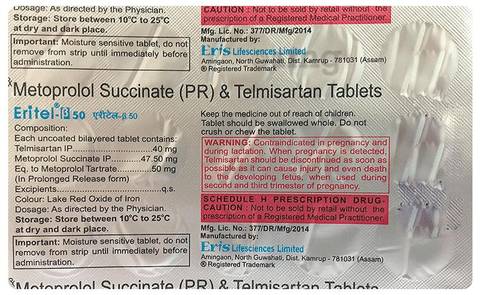 Dosage: As directed by the Physician.
Storage: Store between 10°C to 25°C
at dry and dark place.
Important: Moisture sensitive tablet, do not
remove from strip until immediately before
administration.
CAUTION : Not to be sold by retail without the
prescription of a Registered Medical Practitioner.
Mfg. Lic. No.: 377/DR/Mfg/2014
Manufactured by:
Eris Lifesciences Limited
Amingaon, North Guwahati, Dist. Kamrup - 781031 (Assam)
® Registered Trademark
Rx Metoprolol Succinate (PR) & Telmisartan Tablets
Eritel®-β 50 एरीटेल-β 50
Composition:
Each uncoated bilayered tablet contains:
Telmisartan IP..................40 mg
Metoprolol Succinate IP...47.50 mg
Eq. to Metoprolol Tartrate.....50 mg
(In Prolonged Release form)
Excipients..........................q.s.
Colour: Lake Red Oxide of Iron
Dosage: As directed by the Physician.
Storage: Store between 10°C to 25°C
at dry and dark place.
Important: Moisture sensitive tablet, do not
remove from strip until immediately before
administration.
Keep the medicine out of reach of children.
Tablet should be swallowed whole. Do not
crush or chew the tablet.
WARNING: Contraindicated in pregnancy and
during lactation. When pregnancy is detected,
Telmisartan should be discontinued as soon as
possible as it can cause injury and even death
to the developing fetus, when used during
second and third trimester of pregnancy.
SCHEDULE H PRESCRIPTION DRUG-
CAUTION : Not to be sold by retail without the
prescription of a Registered Medical Practitioner.
Mfg. Lic. No.: 377/DR/Mfg/2014
Manufactured by:
Eris Lifesciences Limited
Amingaon, North Guwahati, Dist. Kamrup - 781031 (Assam)
® Registered Trademark
Metoprolol Succinate (PR) & Telmisartan Tablets